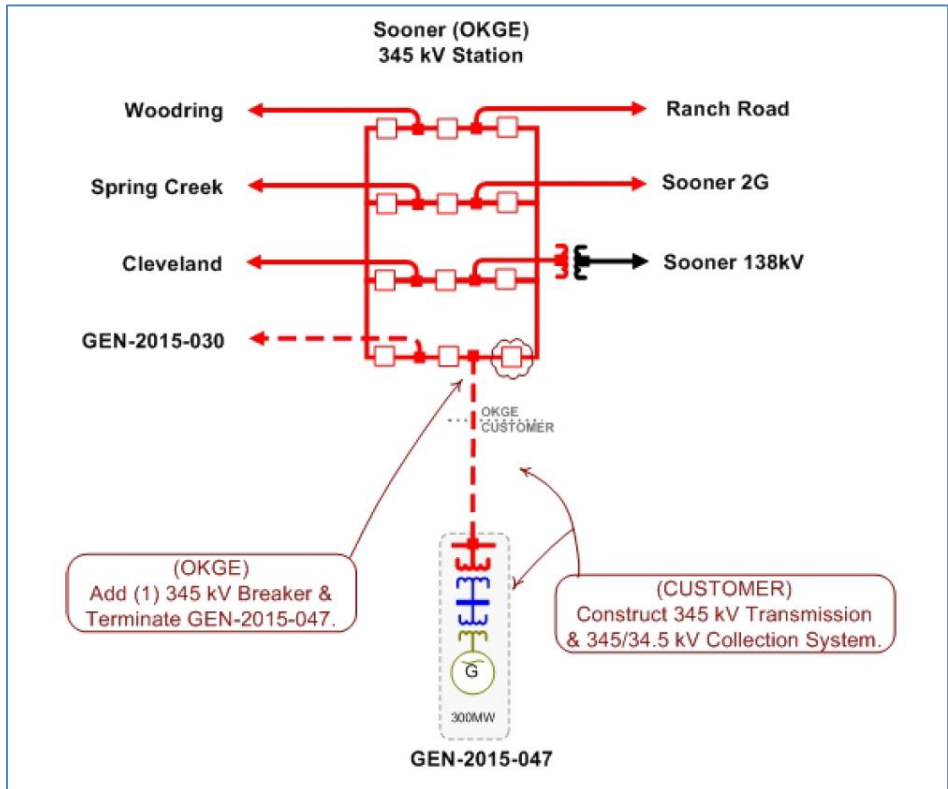 Sooner (OKGE)
345 kV Station
Woodring
Ranch Road
Spring Creek
Sooner 2G
Cleveland
Sooner 138kV
GEN-2015-030
OKGE
CUSTOMER
(OKGE)
Add (1) 345 kV Breaker &
Terminate GEN-2015-047.
(CUSTOMER)
Construct 345 kV Transmission
& 345/34.5 kV Collection System.
G
300MW
GEN-2015-047